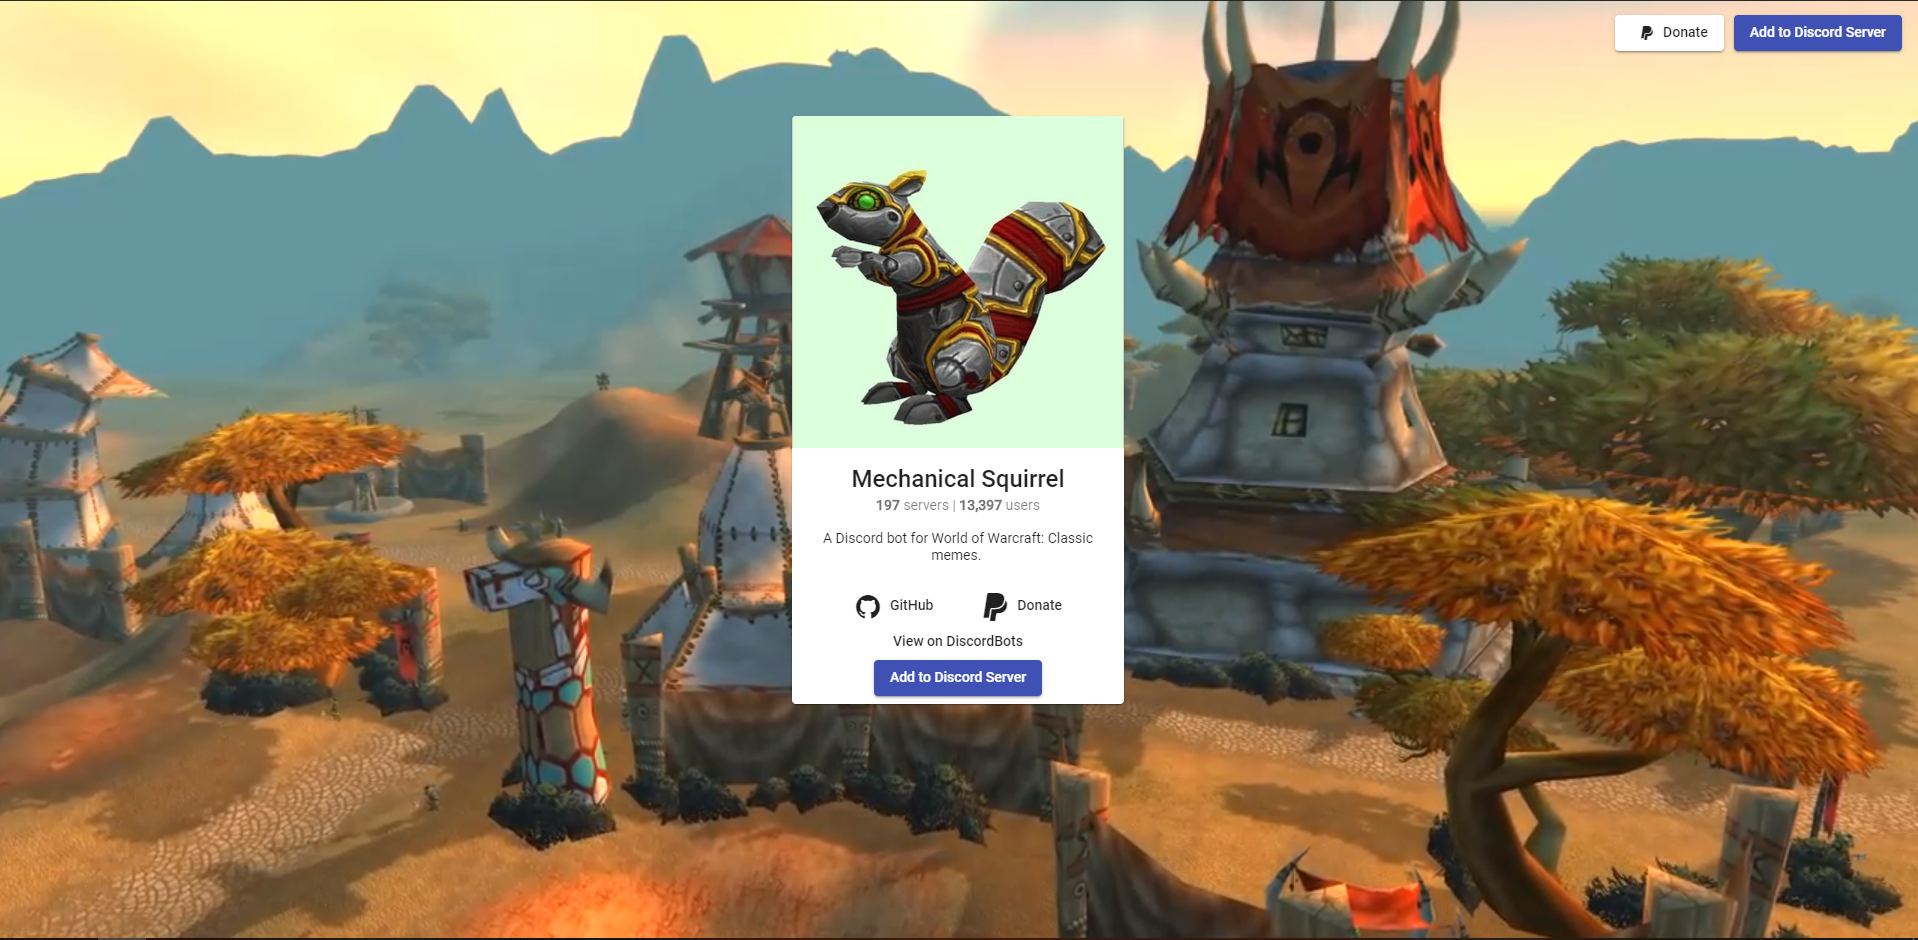 Donate
Add to Discord Server
Mechanical Squirrel
197 servers | 13,397 users
A Discord bot for World of Warcraft: Classic
memes.
GitHub
Donate
View on DiscordBots
Add to Discord Server